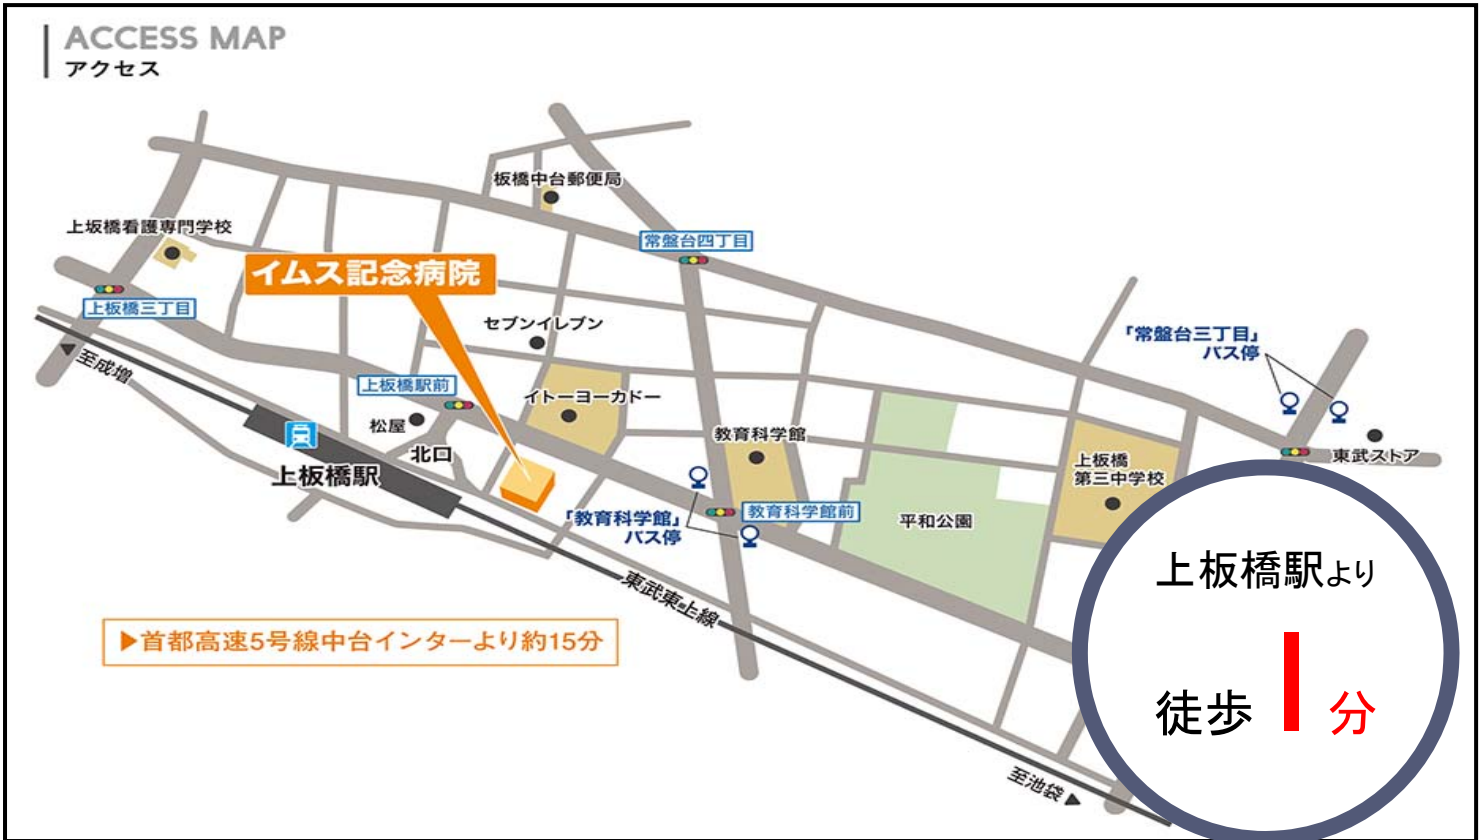 ACCESS MAP
アクセス
板橋中台郵便局
上坂橋看護専門学校
常盤台四丁目
イムス記念病院
上板橋三丁目
セブンイレブン
「常盤台三丁目」
バス停
至成増
上板橋駅前
イトーヨーカドー
松屋
北口
教育科学館
東武ストア
上板橋駅
上板橋
第三中学校
「教育科学館」
バス停
教育科学館前
平和公園
上板橋駅より
徒歩 1 分
東武東上線
▶首都高速5号線中台インターより約15分
至池袋